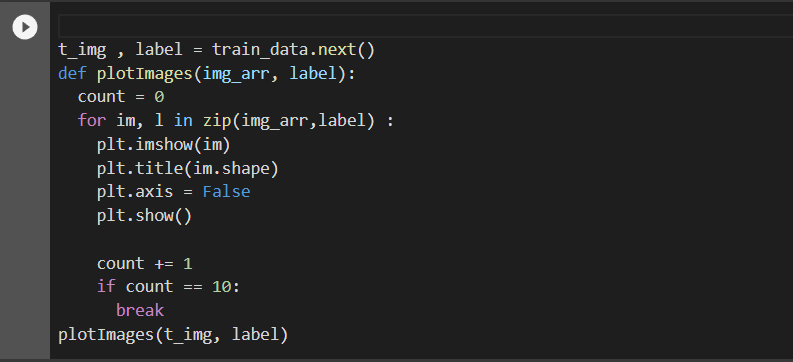 t_img , label = train_data.next()
def plotImages(img_arr, label):
  count = 0
  for im, l in zip(img_arr,label) :
    plt.imshow(im)
    plt.title(im.shape)
    plt.axis = False
    plt.show()

    count += 1
    if count == 10:
      break
plotImages(t_img, label)